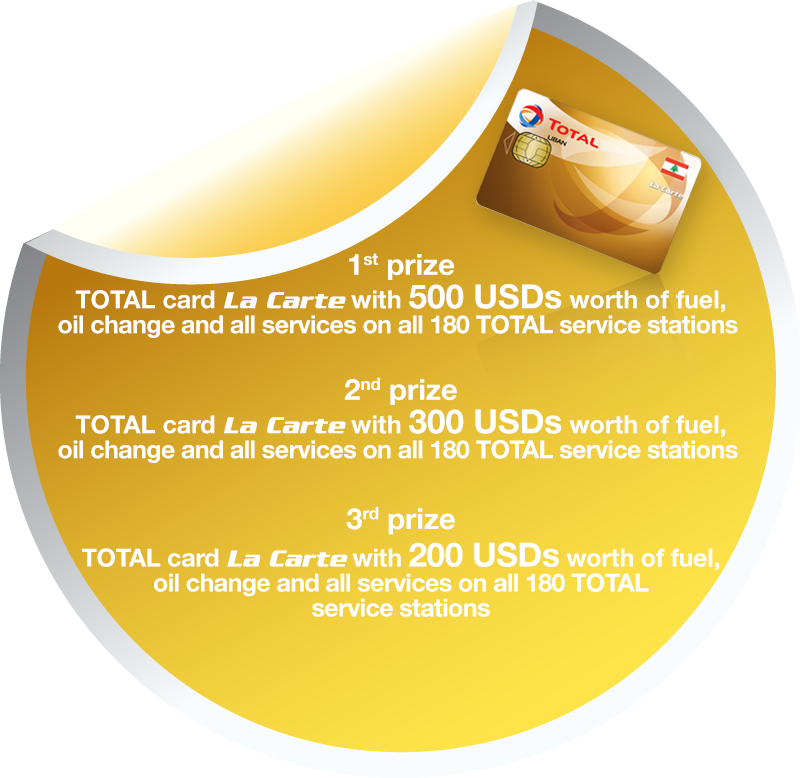 TOTAL
LIBAN
La Carte
1st prize
TOTAL card La Carte with 500 USDs worth of fuel,
oil change and all services on all 180 TOTAL service stations
2nd prize
TOTAL card La Carte with 300 USDs worth of fuel,
oil change and all services on all 180 TOTAL service stations
3rd prize
TOTAL card La Carte with 200 USDs worth of fuel,
oil change and all services on all 180 TOTAL
service stations